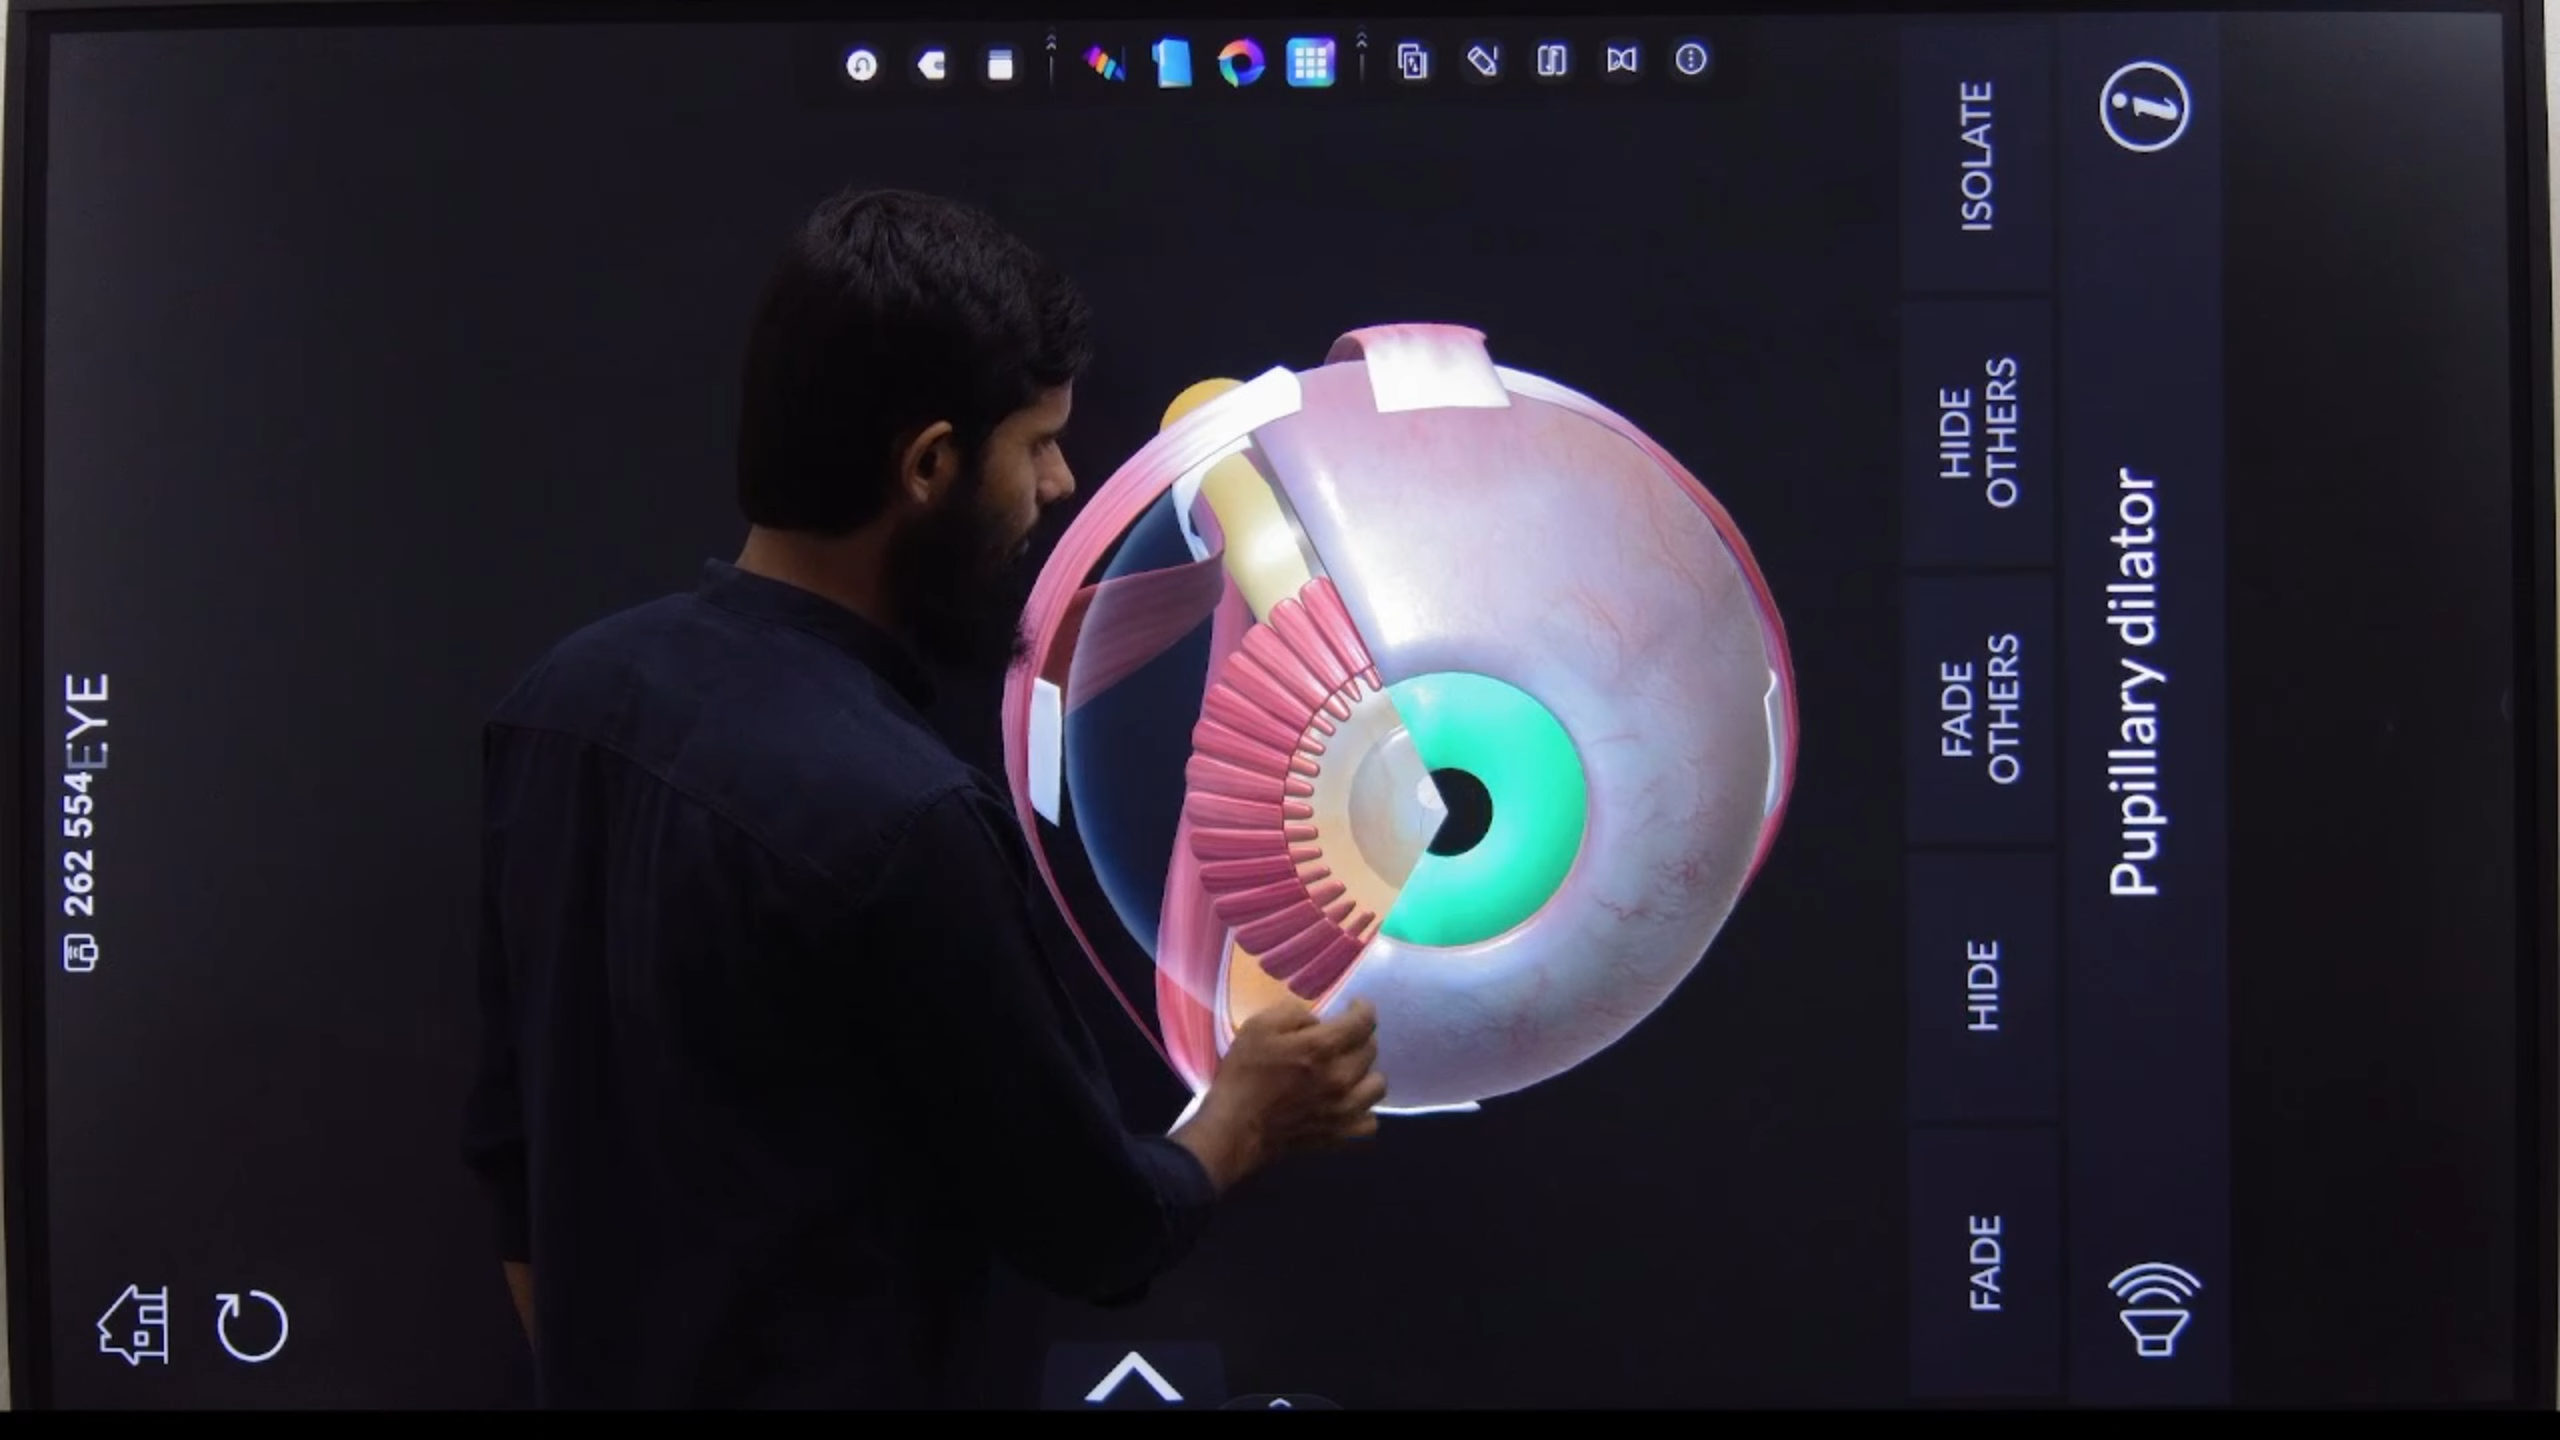 262 554
EYE
FADE
HIDE
FADE
OTHERS
HIDE
OTHERS
ISOLATE
Pupillary dilator
i